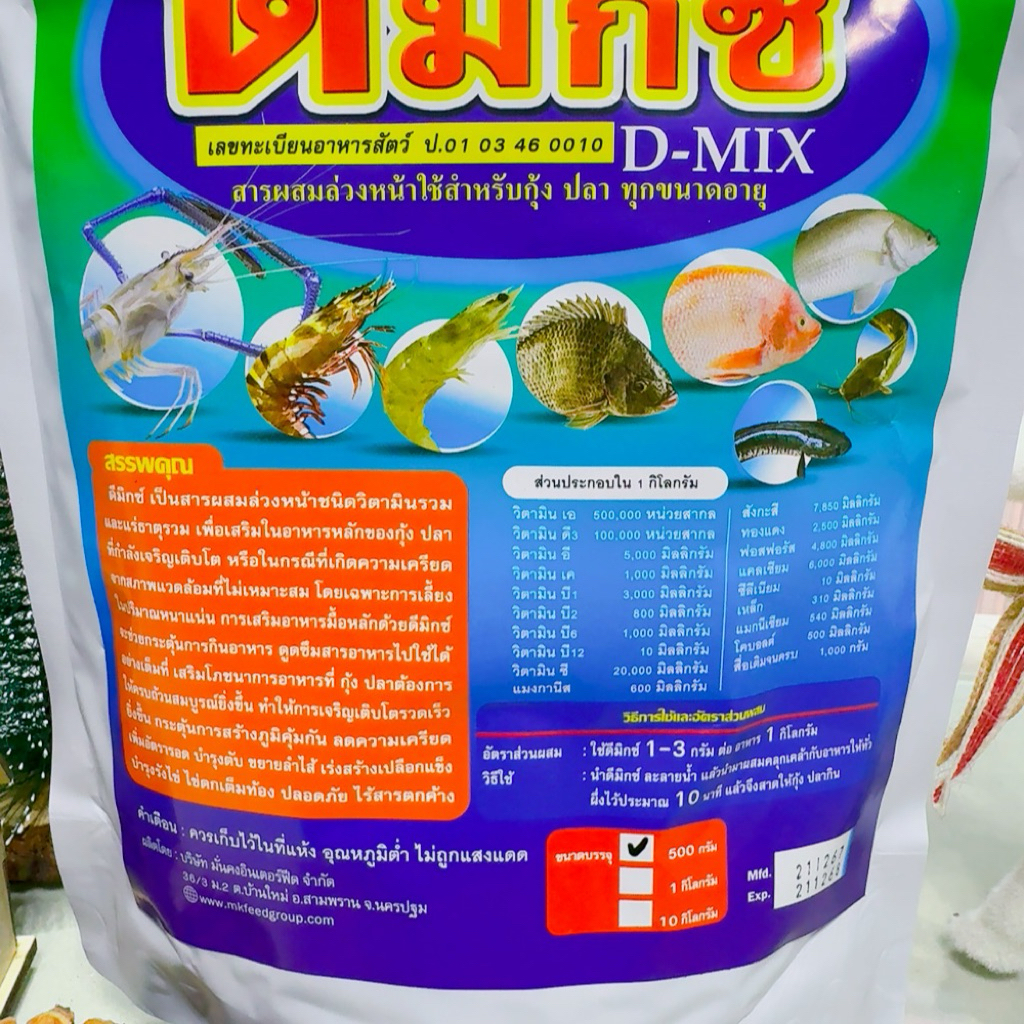 ดีมิกซ์
เลขทะเบียนอาหารสัตว์ ป.01 03 46 0010
D-MIX
สารผสมล่วงหน้าใช้สำหรับกุ้ง ปลา ทุกขนาดอายุ
สรรพคุณ
ดีมิกซ์ เป็นสารผสมล่วงหน้าชนิดวิตามินรวม
และแร่ธาตุรวม เพื่อเสริมในอาหารหลักของกุ้ง ปลา
ที่กำลังเจริญเติบโต หรือในกรณีที่เกิดความเครียด
จากสภาพแวดล้อมที่ไม่เหมาะสม โดยเฉพาะการเลี้ยง
ในปริมาณหนาแน่น การเสริมอาหารมื้อหลักด้วยดีมิกซ์
จะช่วยกระตุ้นการกินอาหาร ดูดซึมสารอาหารไปใช้ได้
อย่างเต็มที่ เสริมโภชนาการอาหารที่ กุ้ง ปลาต้องการ
ให้ครบถ้วนสมบูรณ์ยิ่งขึ้น ทำให้การเจริญเติบโตรวดเร็ว
ยิ่งขึ้น กระตุ้นการสร้างภูมิคุ้มกัน ลดความเครียด
เพิ่มอัตรารอด บำรุงตับ ขยายลำไส้ เร่งสร้างเปลือกแข็ง
บำรุงรังไข่ ไข่ดกเต็มท้อง ปลอดภัย ไร้สารตกค้าง
ส่วนประกอบใน 1 กิโลกรัม
วิตามิน เอ 500,000 หน่วยสากล
วิตามิน ดี3 100,000 หน่วยสากล
วิตามิน อี 5,000 มิลลิกรัม
วิตามิน เค 1,000 มิลลิกรัม
วิตามิน บี1 3,000 มิลลิกรัม
วิตามิน บี2 800 มิลลิกรัม
วิตามิน บี6 1,000 มิลลิกรัม
วิตามิน บี12 10 มิลลิกรัม
วิตามิน ซี 20,000 มิลลิกรัม
แมงกานีส 600 มิลลิกรัม
สังกะสี 7,850 มิลลิกรัม
ทองแดง 2,500 มิลลิกรัม
ฟอสฟอรัส 4,800 มิลลิกรัม
แคลเซียม 6,000 มิลลิกรัม
ซีลีเนียม 10 มิลลิกรัม
เหล็ก 310 มิลลิกรัม
แมกนีเซียม 540 มิลลิกรัม
โคบอลต์ 500 มิลลิกรัม
สื่อเติมจนครบ 1,000 กรัม
วิธีการใช้และอัตราส่วนผสม
อัตราส่วนผสม : ใช้ดีมิกซ์ 1-3 กรัม ต่อ อาหาร 1 กิโลกรัม
วิธีใช้ : นำดีมิกซ์ ละลายน้ำ แล้วนำมาผสมคลุกเคล้ากับอาหารให้ทั่ว
ผึ่งไว้ประมาณ 10 นาที แล้วจึงสาดให้กุ้ง ปลากิน
คำเตือน : ควรเก็บไว้ในที่แห้ง อุณหภูมิต่ำ ไม่ถูกแสงแดด
ผลิตโดย : บริษัท มั่นคงอินเตอร์ฟีด จำกัด
36/3 ม.2 ต.บ้านใหม่ อ.สามพราน จ.นครปฐม
www.mkfeedgroup.com
ขนาดบรรจุ
500 กรัม
1 กิโลกรัม
10 กิโลกรัม
Mfd. 211267
Exp. 211268